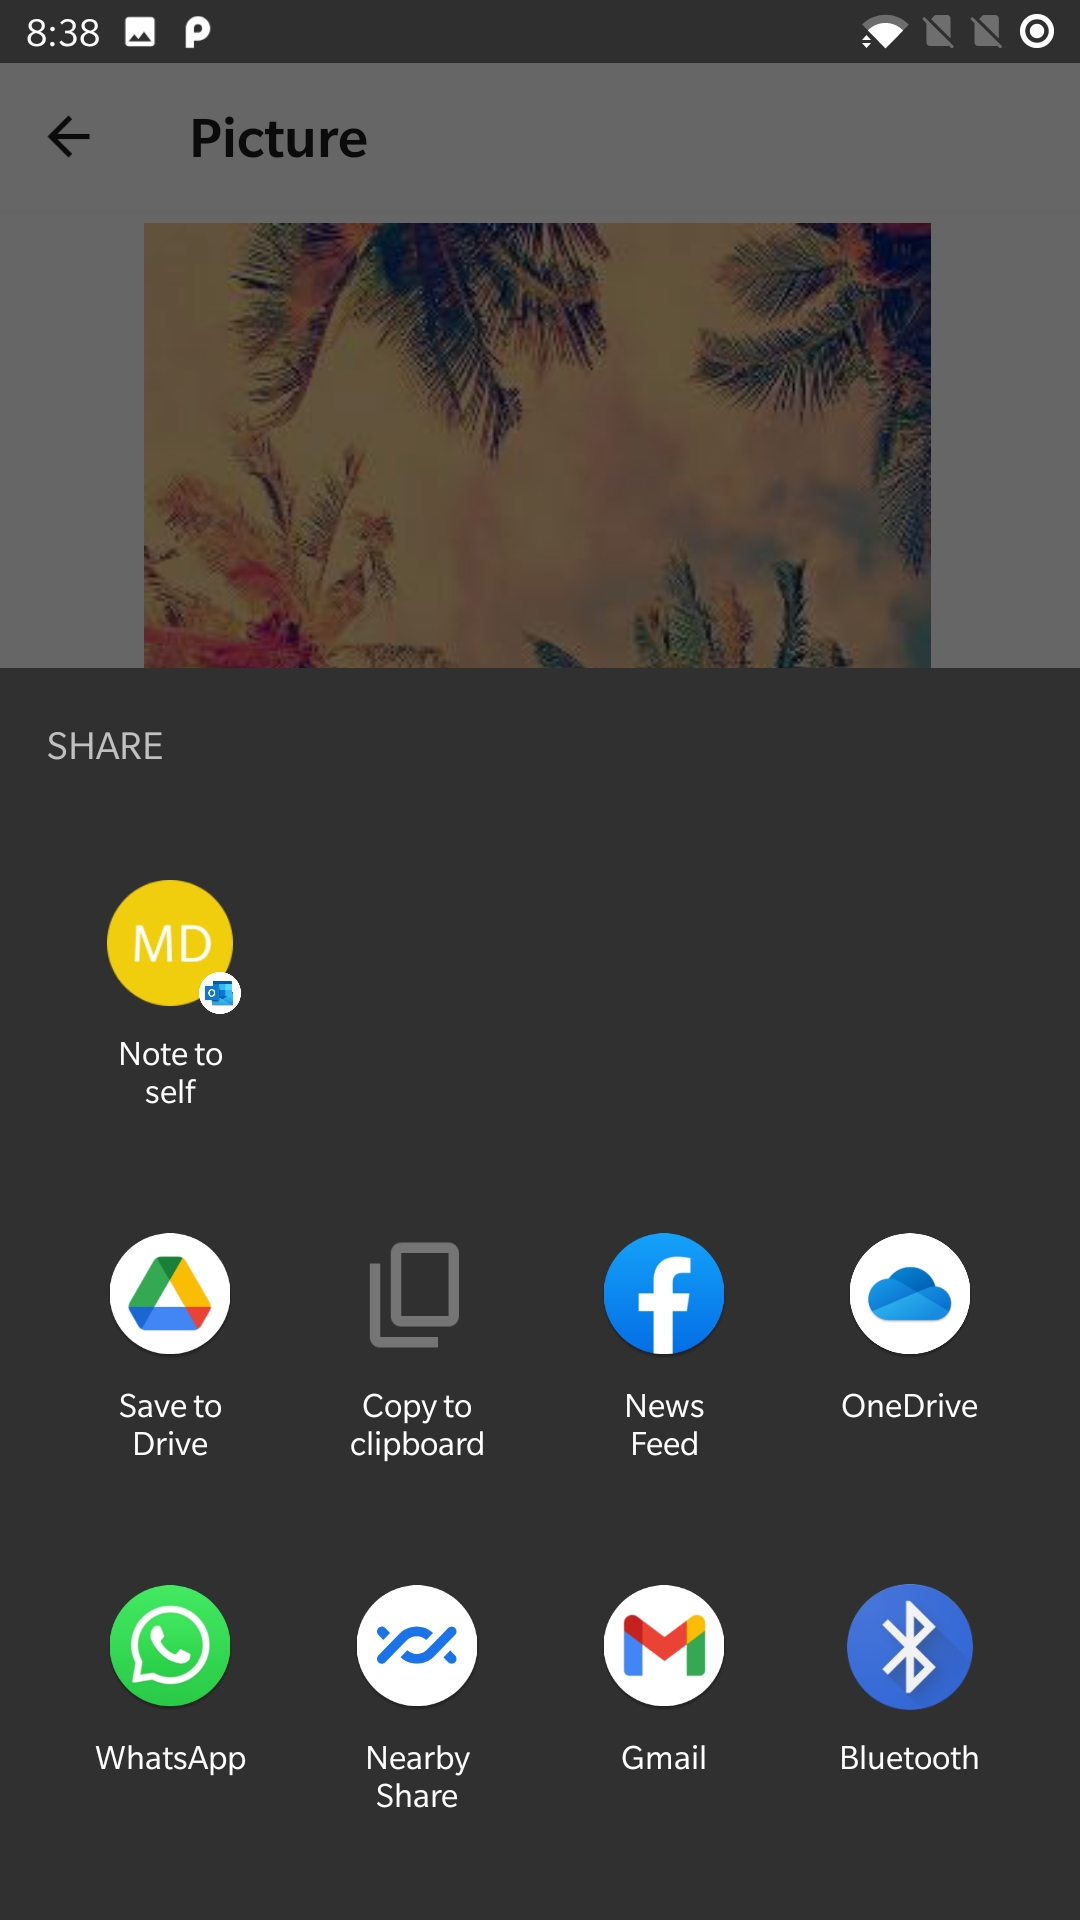 8:38
Picture
SHARE
MD
Note to
self
Save to
Drive
Copy to
clipboard
News
Feed
OneDrive
WhatsApp
Nearby
Share
Gmail
Bluetooth